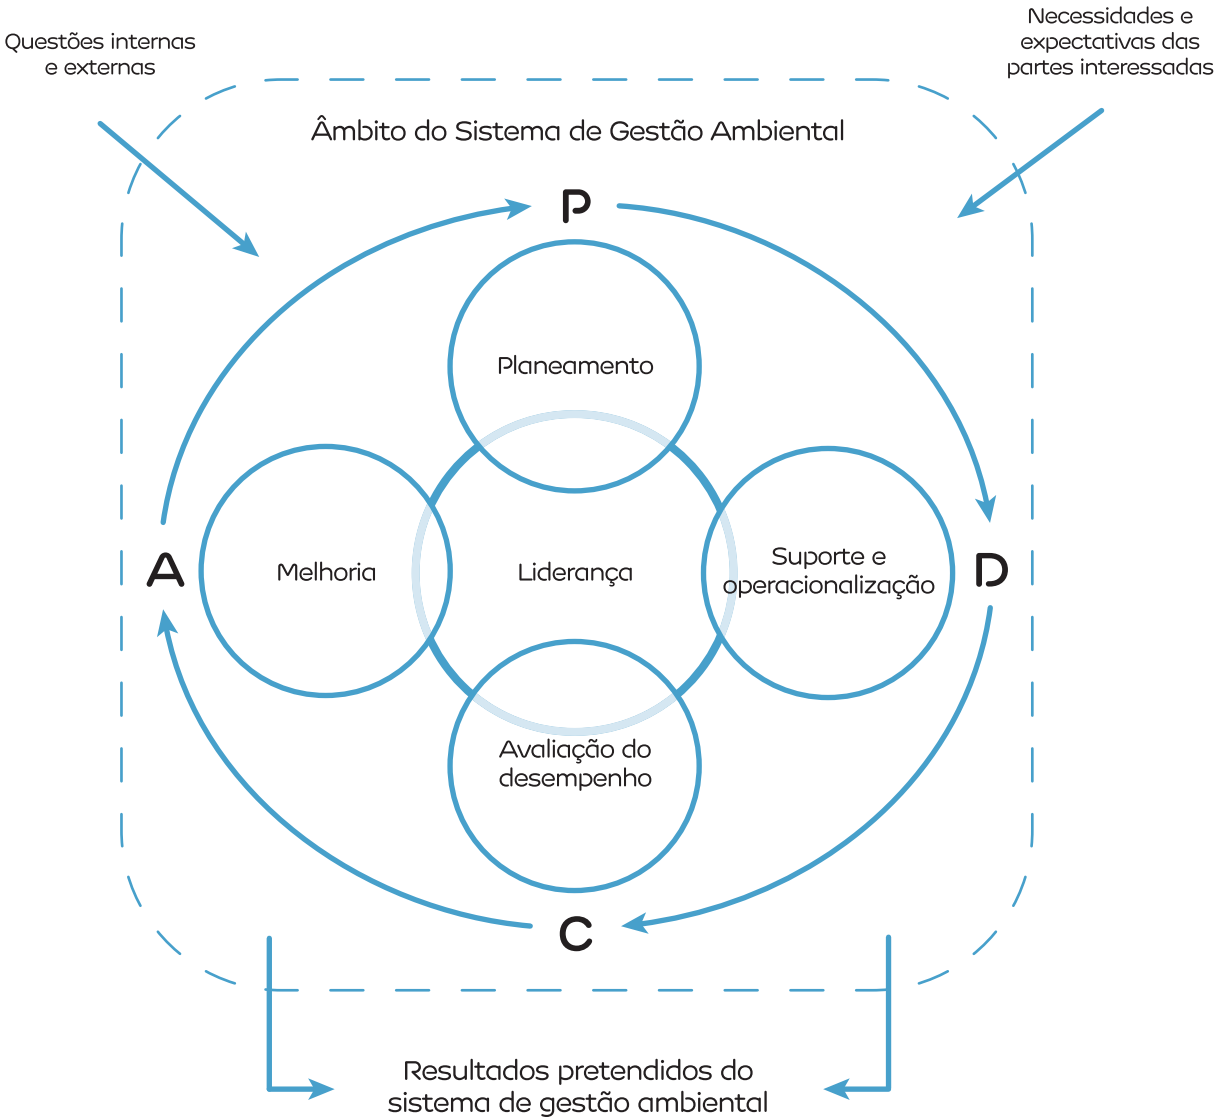 Questões internas
e externas
Necessidades e
expectativas das
partes interessadas
Âmbito do Sistema de Gestão Ambiental
P
Planeamento
A
Melhoria
Liderança
Suporte e
operacionalização
D
Avaliação do
desempenho
C
Resultados pretendidos do
sistema de gestão ambiental